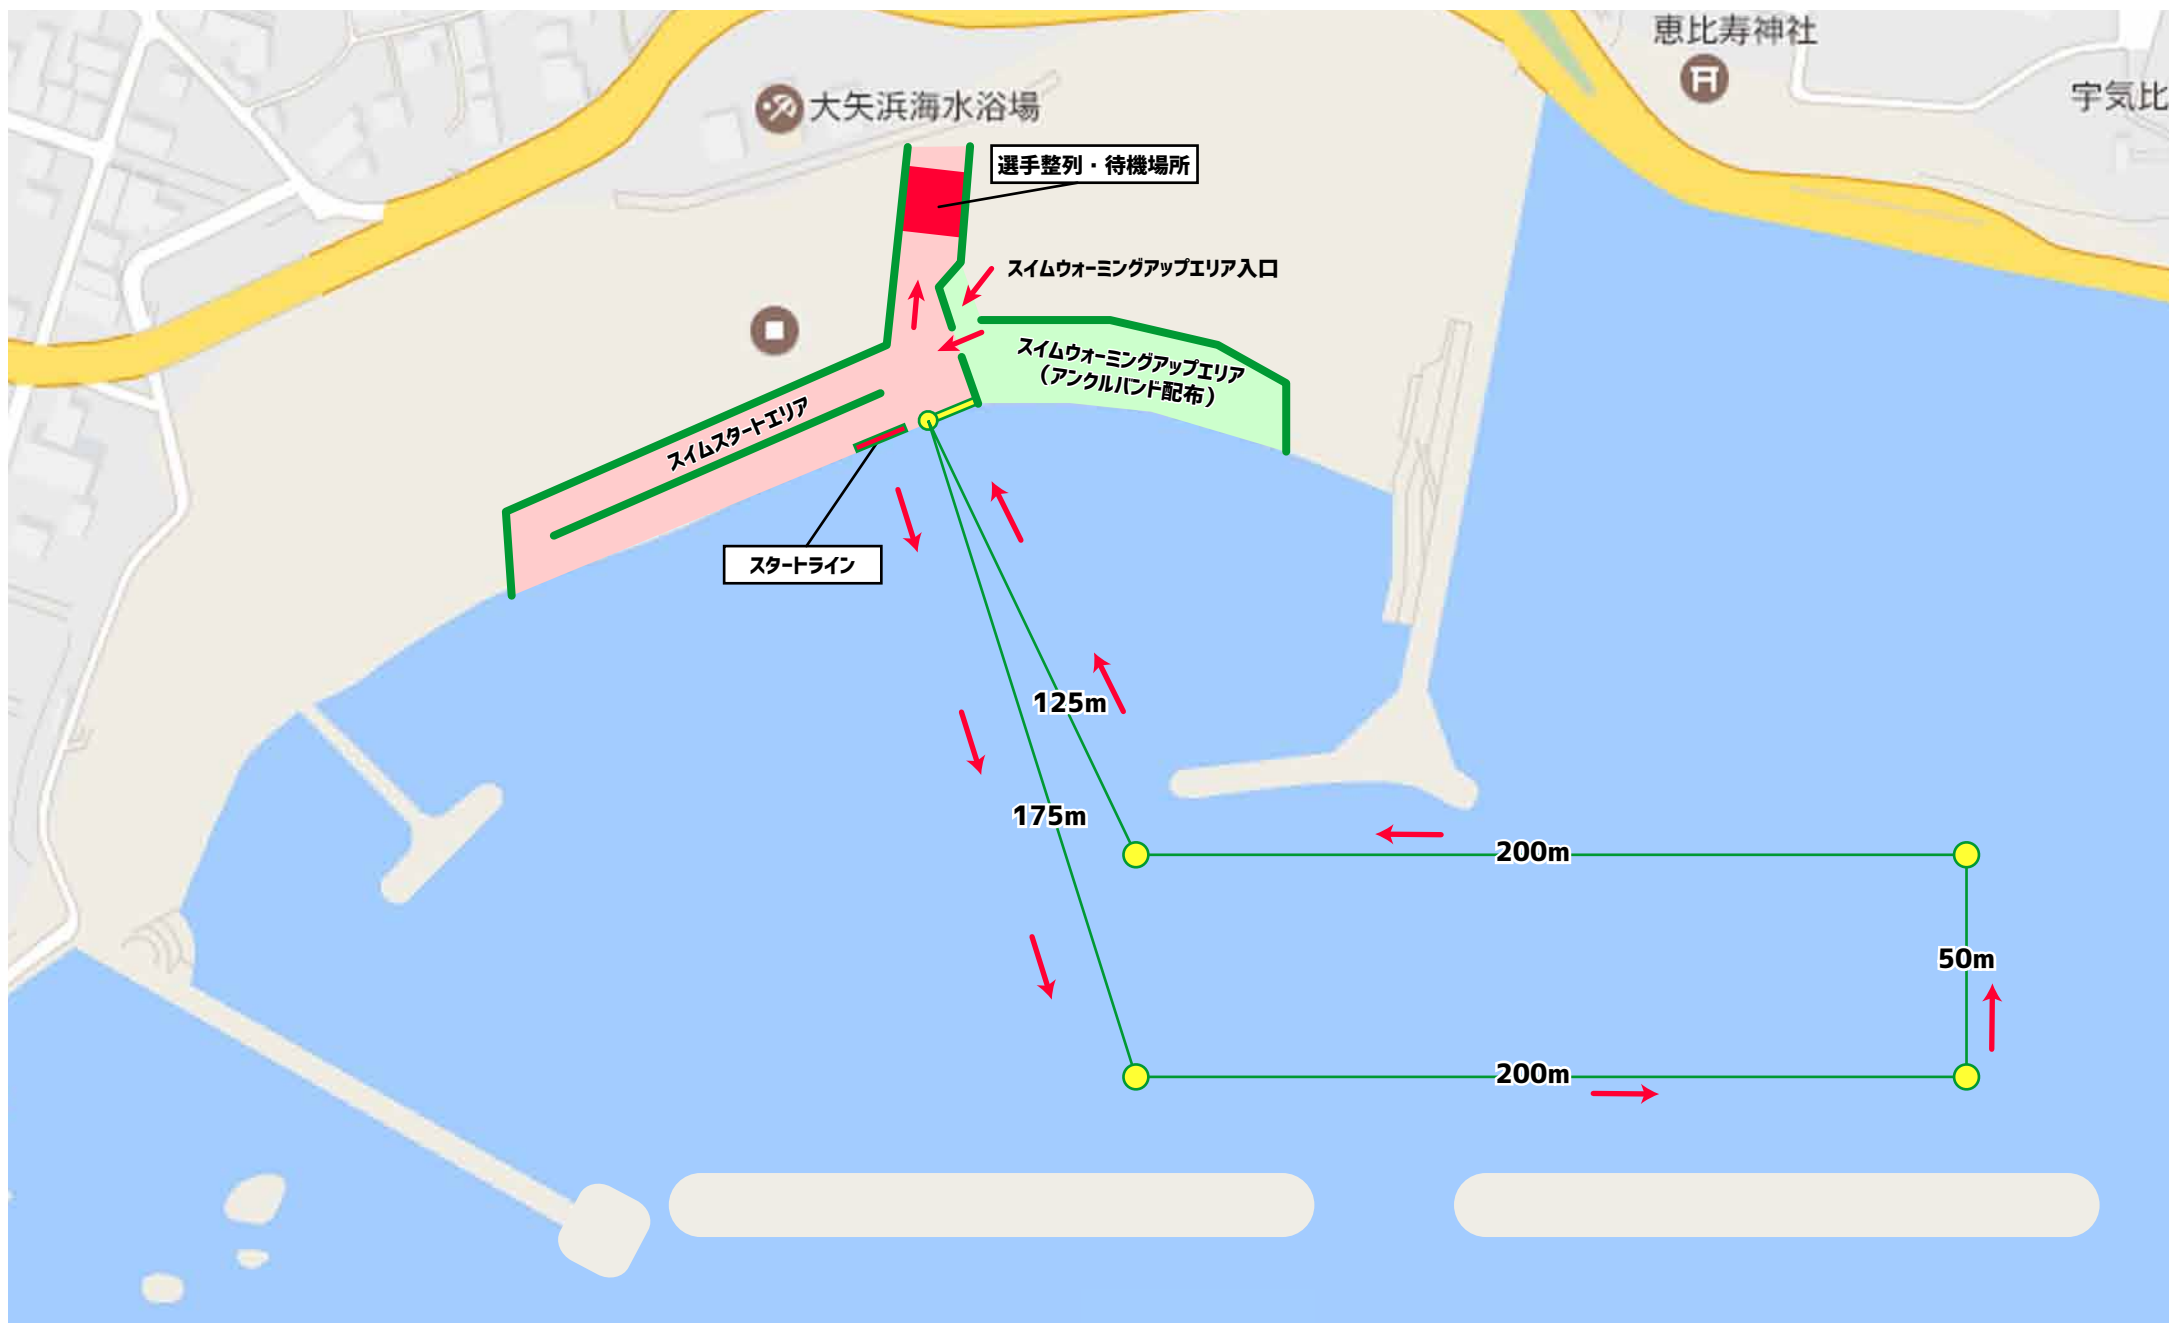 恵比寿神社
宇気比
大矢浜海水浴場
選手整列・待機場所
スイムウォーミングアップエリア入口
スイムウォーミングアップエリア
（アンクルバンド配布）
スイムスタートエリア
スタートライン
125m
175m
200m
50m
200m